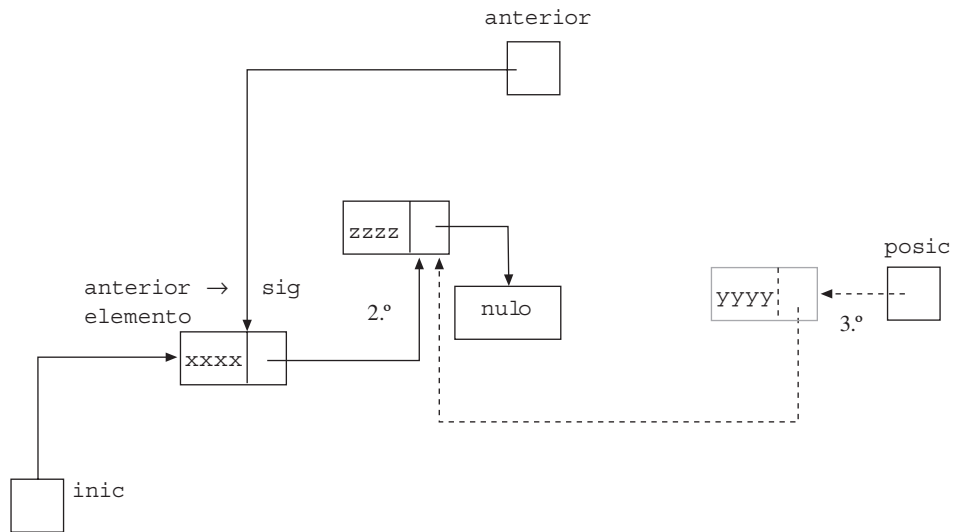 anterior
zzzz
posic
anterior → sig
elemento
2.º
nulo
yyyy
3.º
xxxx
inic